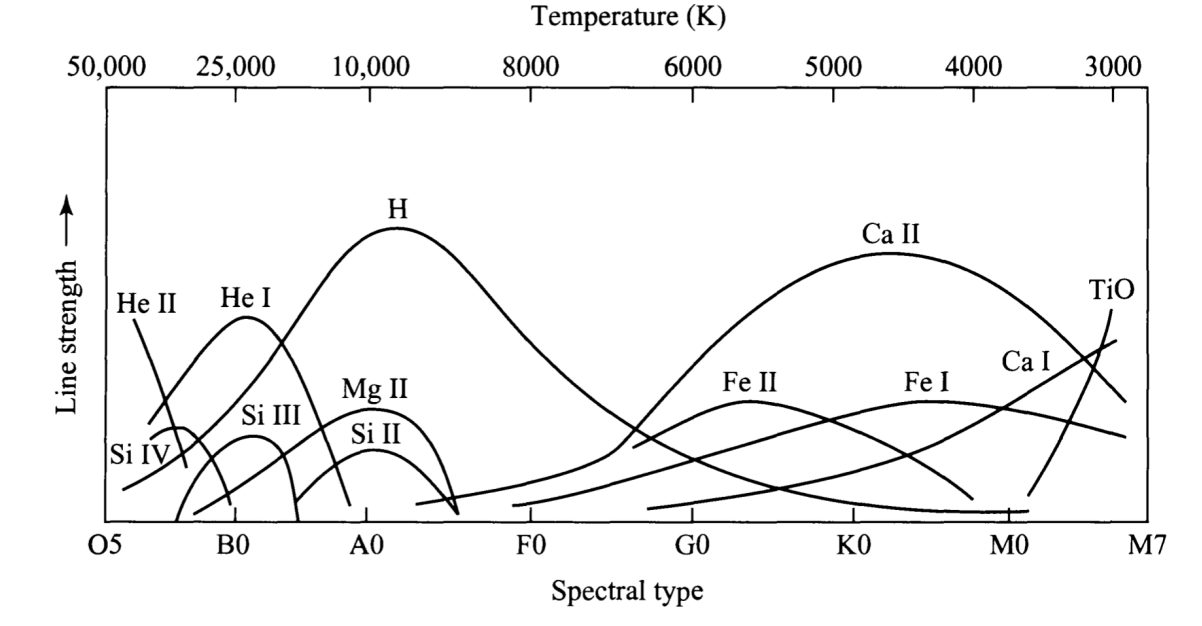 Temperature (K)
50,000 25,000 10,000 8000 6000 5000 4000 3000
H
Ca II
TiO
He II He I
Ca I
Mg II Fe II Fe I
Si III
Si II
Si IV
Line strength
O5 B0 A0 F0 G0 K0 M0 M7
Spectral type